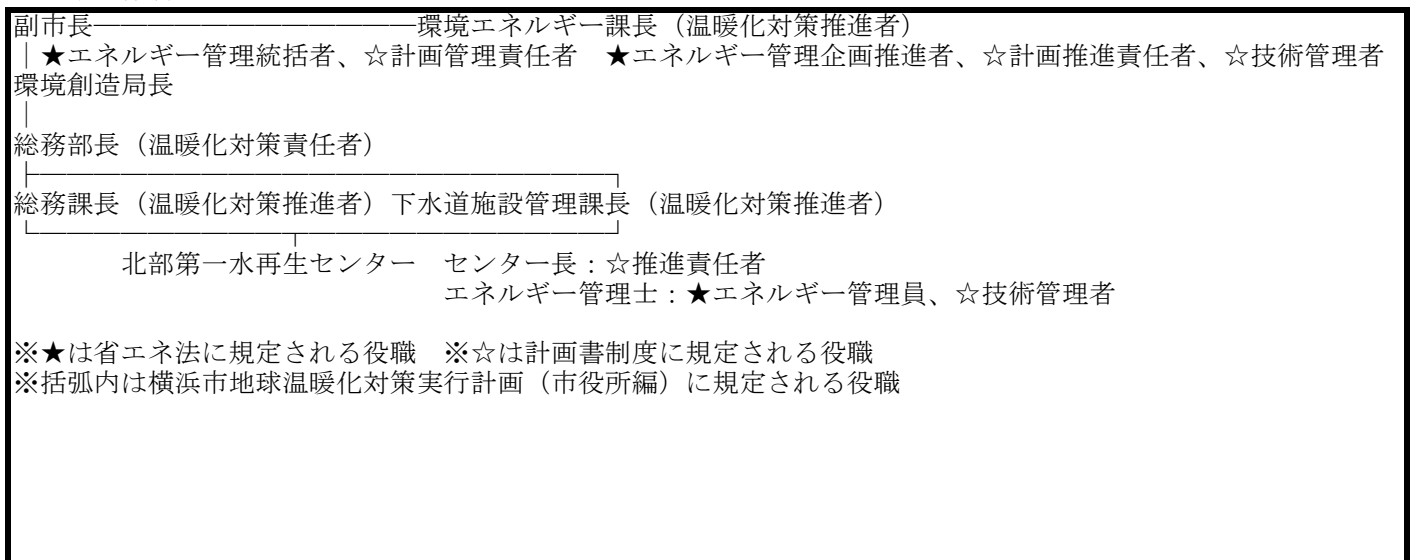 副市長――――――――――――環境エネルギー課長（温暖化対策推進者）
｜★エネルギー管理統括者、☆計画管理責任者　★エネルギー管理企画推進者、☆計画推進責任者、☆技術管理者
環境創造局長
｜
総務部長（温暖化対策責任者）
├─────────────────────┐
総務課長（温暖化対策推進者）下水道施設管理課長（温暖化対策推進者）
└─────────┬───────────┘
北部第一水再生センター　センター長：☆推進責任者
エネルギー管理士：★エネルギー管理員、☆技術管理者
※★は省エネ法に規定される役職　※☆は計画書制度に規定される役職
※括弧内は横浜市地球温暖化対策実行計画（市役所編）に規定される役職